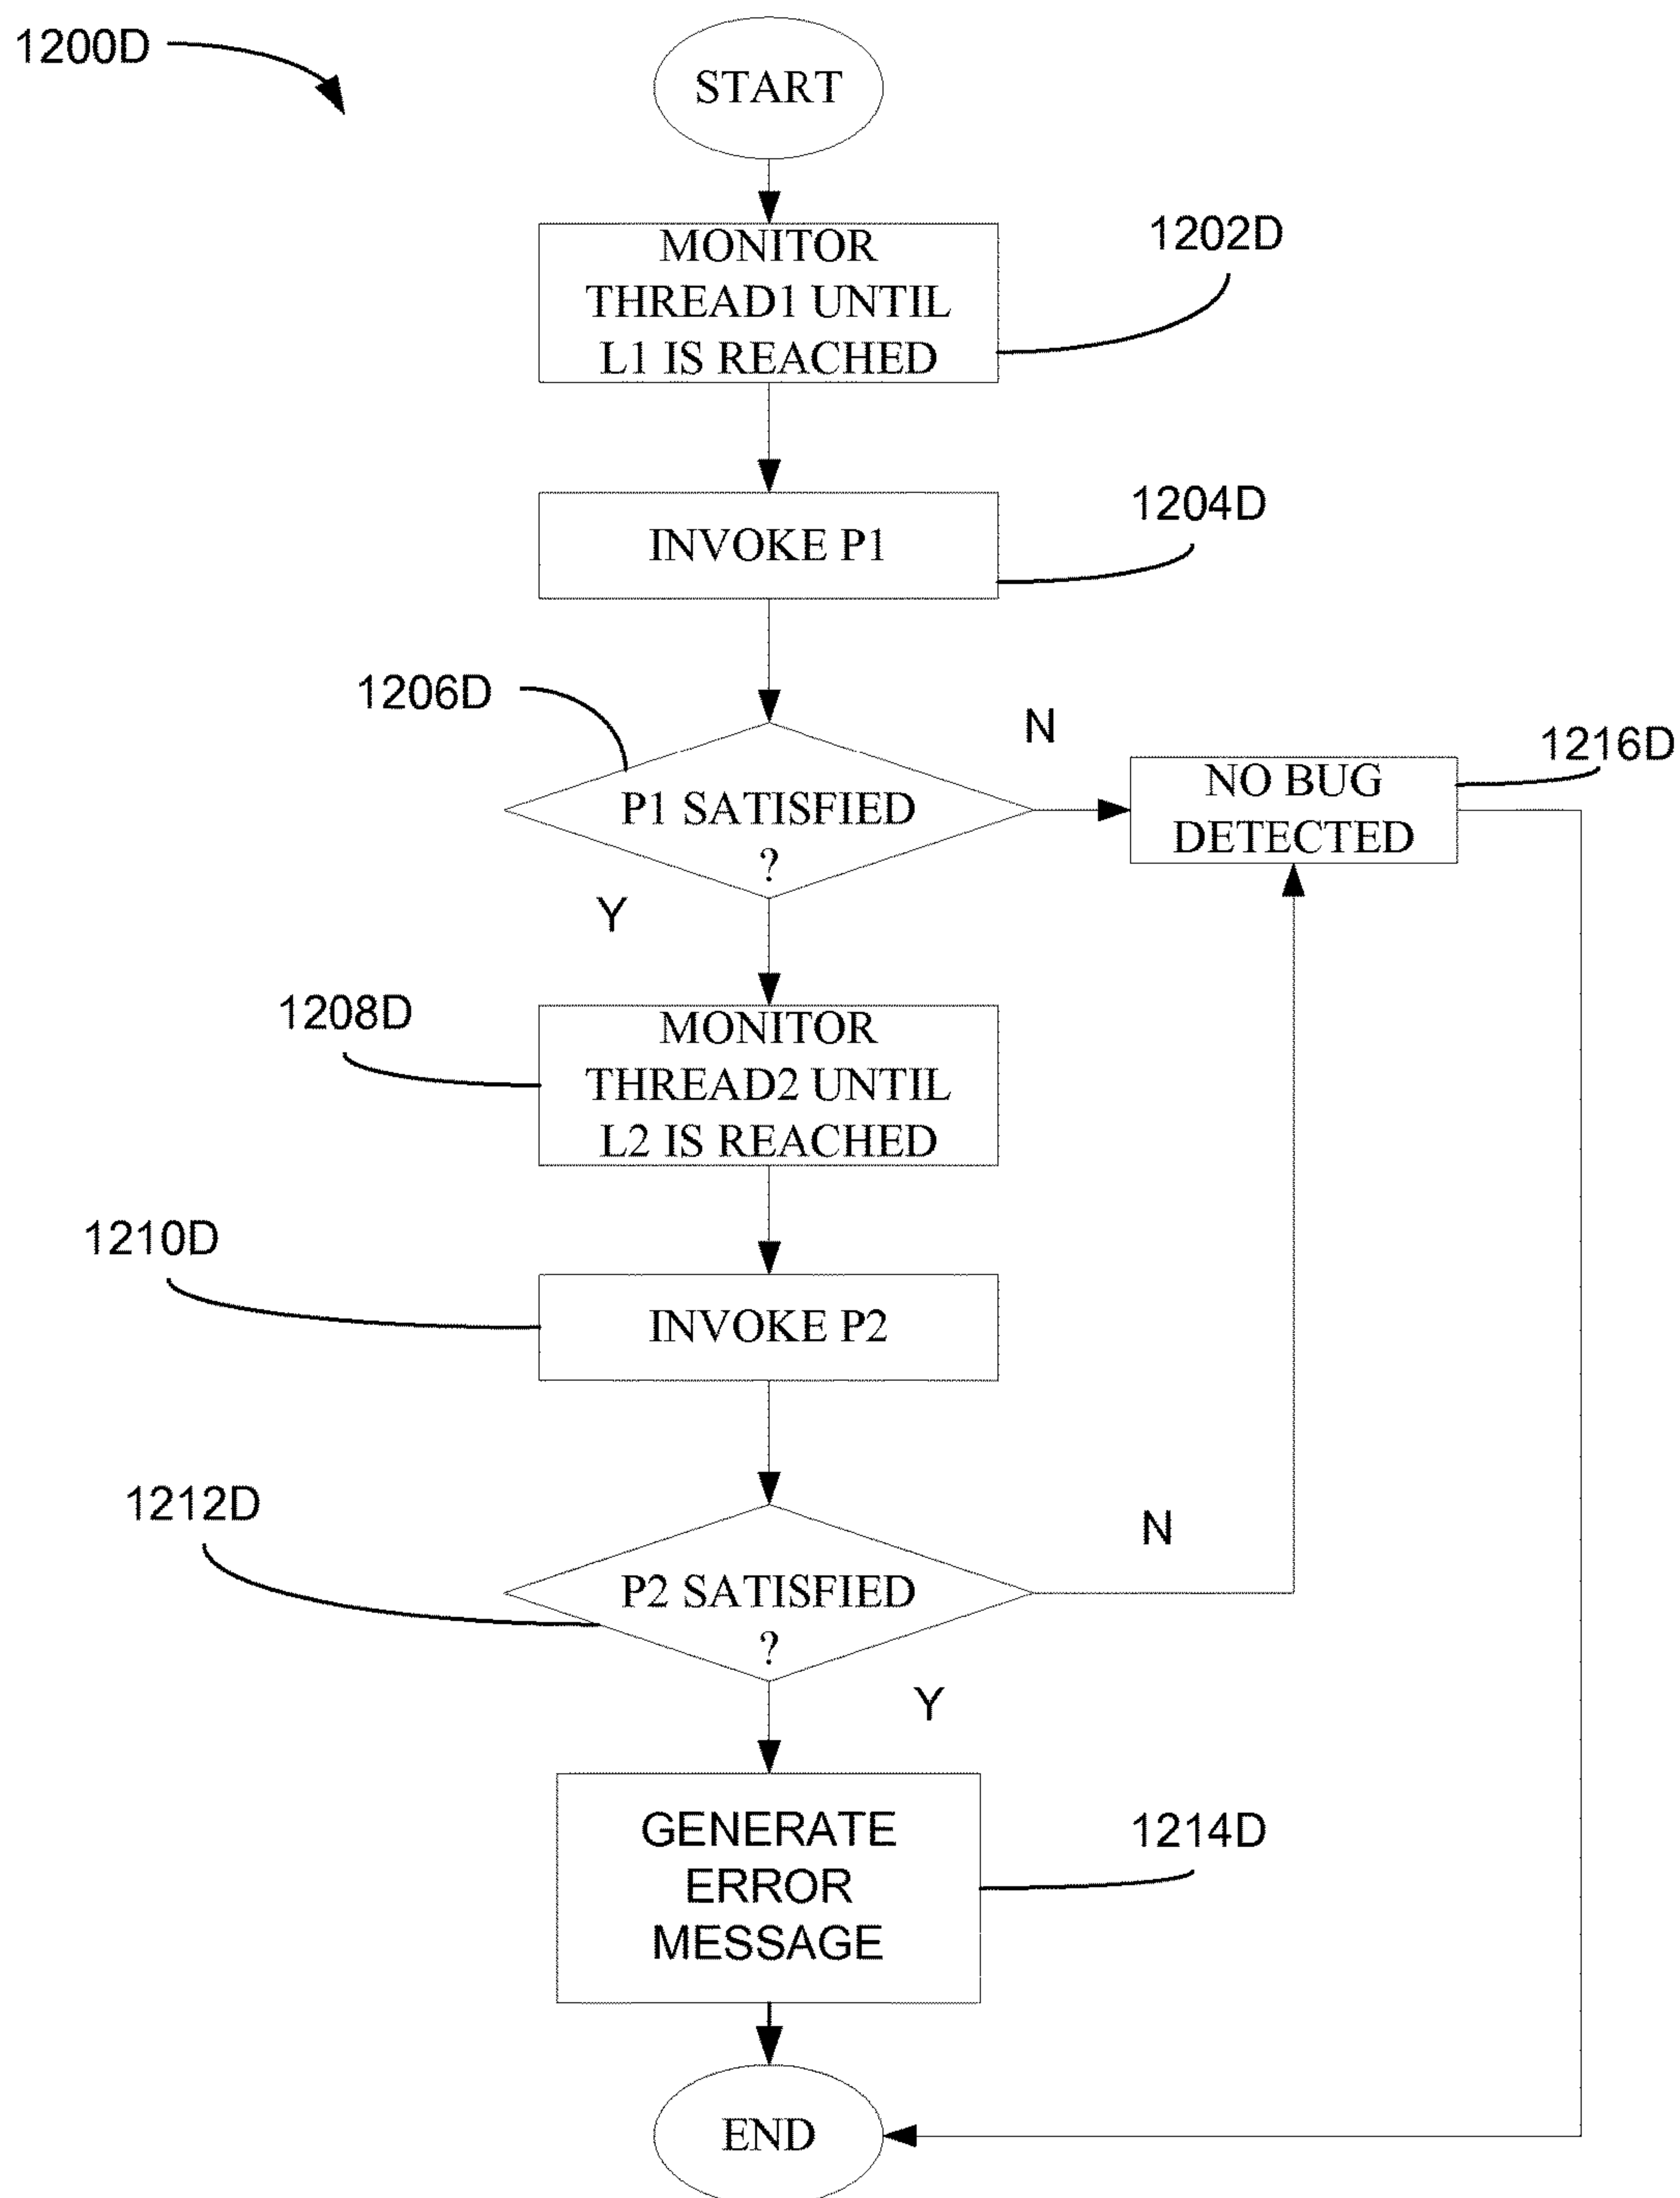 1200D
START
MONITOR
THREAD1 UNTIL
L1 IS REACHED
1202D
INVOKE P1
1204D
1206D
P1 SATISFIED
?
N
Y
NO BUG
DETECTED
1216D
1208D
MONITOR
THREAD2 UNTIL
L2 IS REACHED
1210D
INVOKE P2
1212D
P2 SATISFIED
?
N
Y
GENERATE
ERROR
MESSAGE
1214D
END